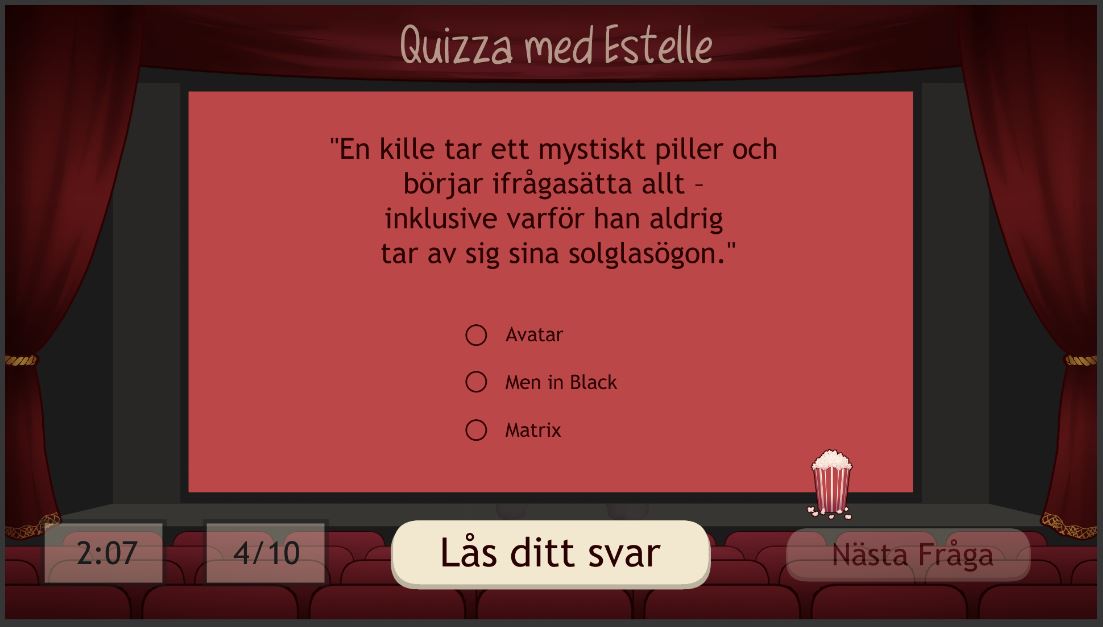 Quizza med Estelle
"En kille tar ett mystiskt piller och
börjar ifrågasätta allt –
inklusive varför han aldrig
tar av sig sina solglasögon."
Avatar
Men in Black
Matrix
2:07
4/10
Lås ditt svar
Nästa Fråga